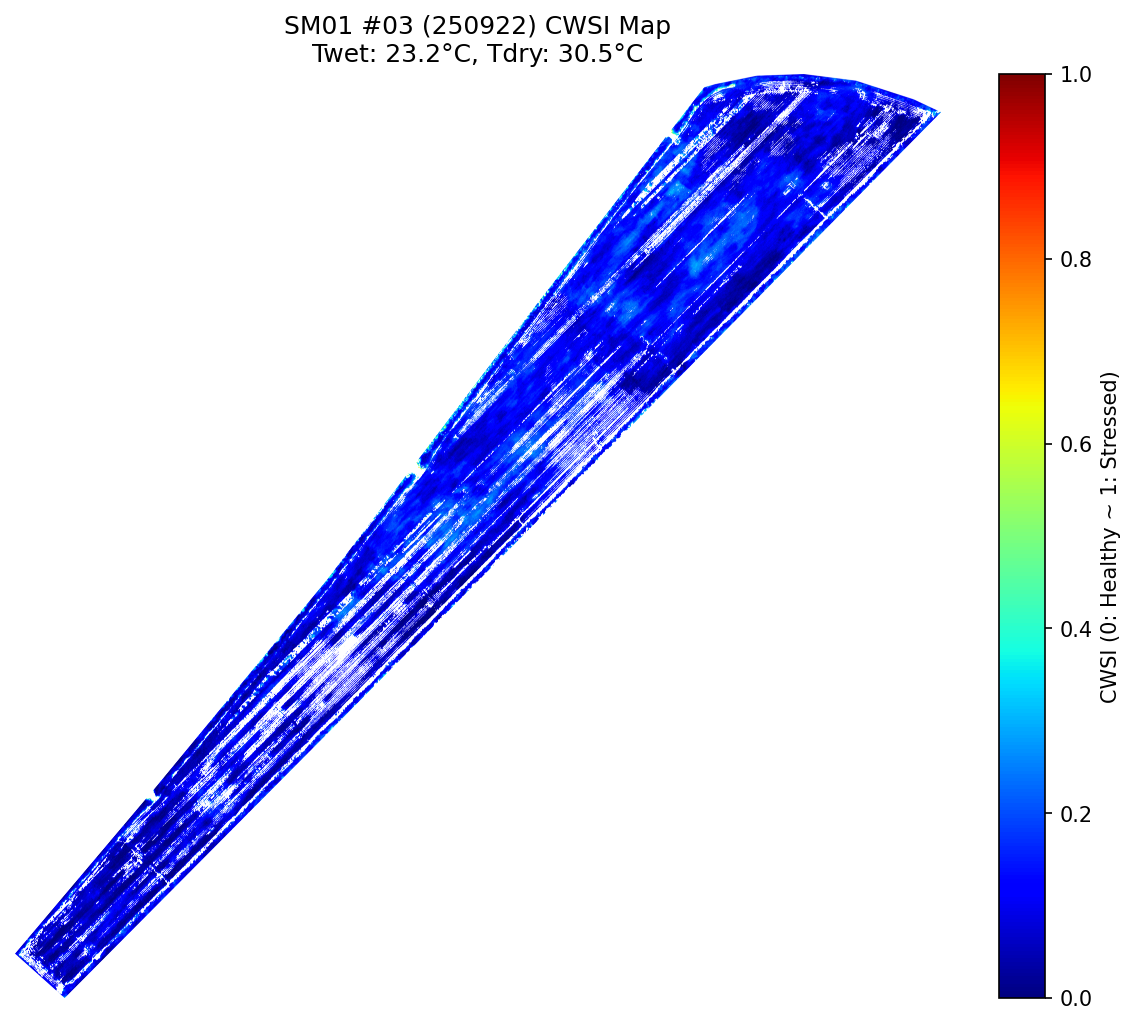 SM01 #03 (250922) CWSI Map
Twet: 23.2°C, Tdry: 30.5°C
1.0
0.8
0.6
0.4
0.2
0.0
CWSI (0: Healthy ~ 1: Stressed)